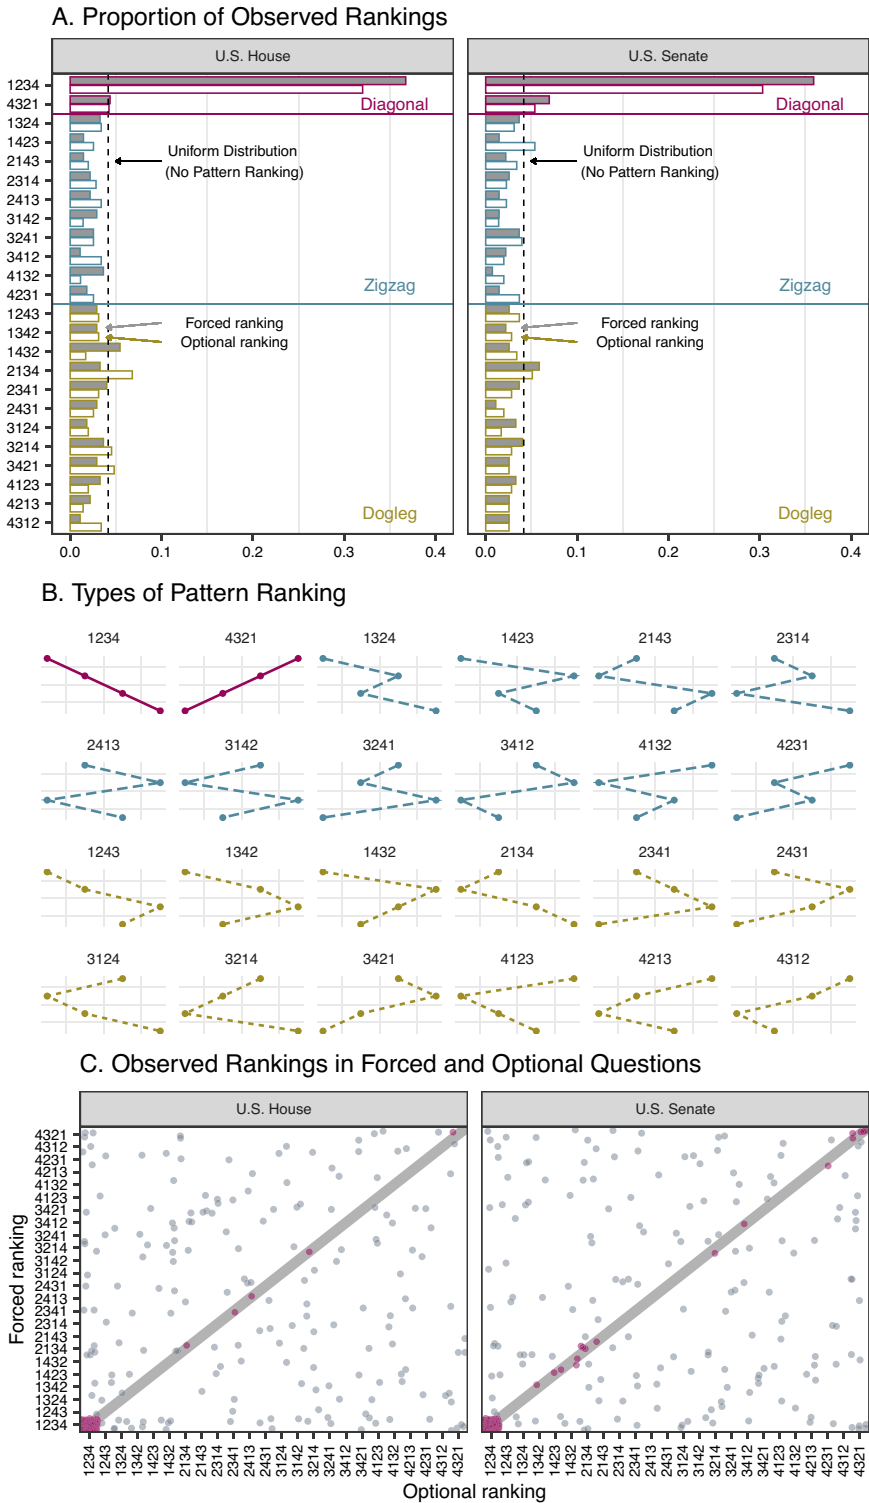 A. Proportion of Observed Rankings
U.S. House
U.S. Senate
1234
4321
1324
1423
2143
2314
2413
3142
3241
3412
4132
4231
1243
1342
1432
2134
2341
2431
3124
3214
3421
4123
4213
4312
Diagonal
Uniform Distribution
(No Pattern Ranking)
Zigzag
Forced ranking
Optional ranking
Dogleg
Diagonal
Uniform Distribution
(No Pattern Ranking)
Zigzag
Forced ranking
Optional ranking
Dogleg
0.0 0.1 0.2 0.3 0.4
0.0 0.1 0.2 0.3 0.4
B. Types of Pattern Ranking
1234 4321 1324 1423 2143 2314
2413 3142 3241 3412 4132 4231
1243 1342 1432 2134 2341 2431
3124 3214 3421 4123 4213 4312
C. Observed Rankings in Forced and Optional Questions
U.S. House
U.S. Senate
Forced ranking
4321
4312
4231
4213
4132
4123
3421
3412
3241
3214
3142
3124
2431
2413
2341
2314
2143
2134
1432
1423
1342
1324
1243
1234
1234 1243 1324 1342 1423 1432 2134 2143 2314 2341 2413 2431 3124 3142 3214 3241 3412 3421 4123 4132 4213 4231 4312 4321
1234 1243 1324 1342 1423 1432 2134 2143 2314 2341 2413 2431 3124 3142 3214 3241 3412 3421 4123 4132 4213 4231 4312 4321
Optional ranking